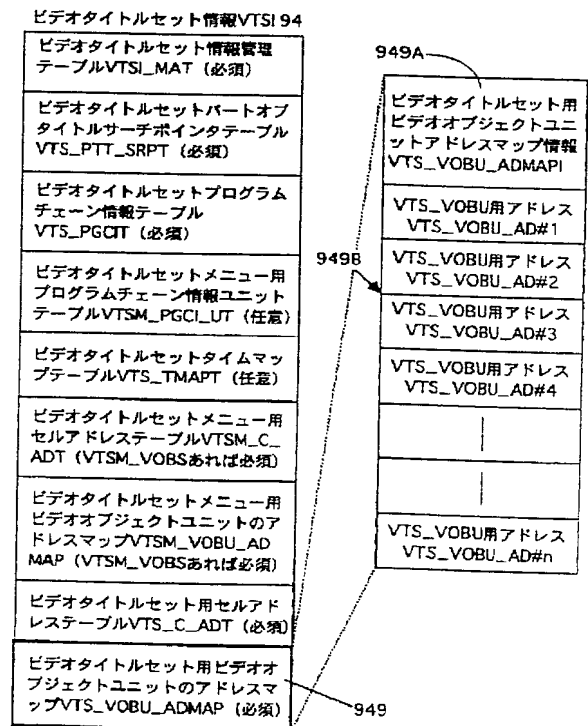 ビデオタイトルセット情報VTSI 94
ビデオタイトルセット情報管理
テーブルVTSI_MAT (必須)
ビデオタイトルセットパートオブ
タイトルサーチポインタテーブル
VTS_PTT_SRPT (必須)
ビデオタイトルセットプログラム
チェーン情報テーブル
VTS_PGCIT (必須)
ビデオタイトルセットメニュー用
プログラムチェーン情報ユニット
テーブルVTSM_PGCI_UT (任意)
ビデオタイトルセットタイムマッ
プテーブルVTS_TMAPT (任意)
ビデオタイトルセットメニュー用
セルアドレステーブルVTSM_C_
ADT (VTSM_VOBSあれば必須)
ビデオタイトルセットメニュー用
ビデオオブジェクトユニットのア
ドレスマップVTSM_VOBU_AD
MAP (VTSM_VOBSあれば必須)
ビデオタイトルセット用セルアド
レステーブルVTS_C_ADT (必須)
ビデオタイトルセット用ビデオオ
ブジェクトユニットのアドレスマ
ップVTS_VOBU_ADMAP (必須)
949
949A
ビデオタイトルセット用
ビデオオブジェクトユニ
ットアドレスマップ情報
VTS_VOBU_ADMAPI
949B
VTS_VOBU用アドレス
VTS_VOBU_AD#1
VTS_VOBU用アドレス
VTS_VOBU_AD#2
VTS_VOBU用アドレス
VTS_VOBU_AD#3
VTS_VOBU用アドレス
VTS_VOBU_AD#4
VTS_VOBU用アドレス
VTS_VOBU_AD#n